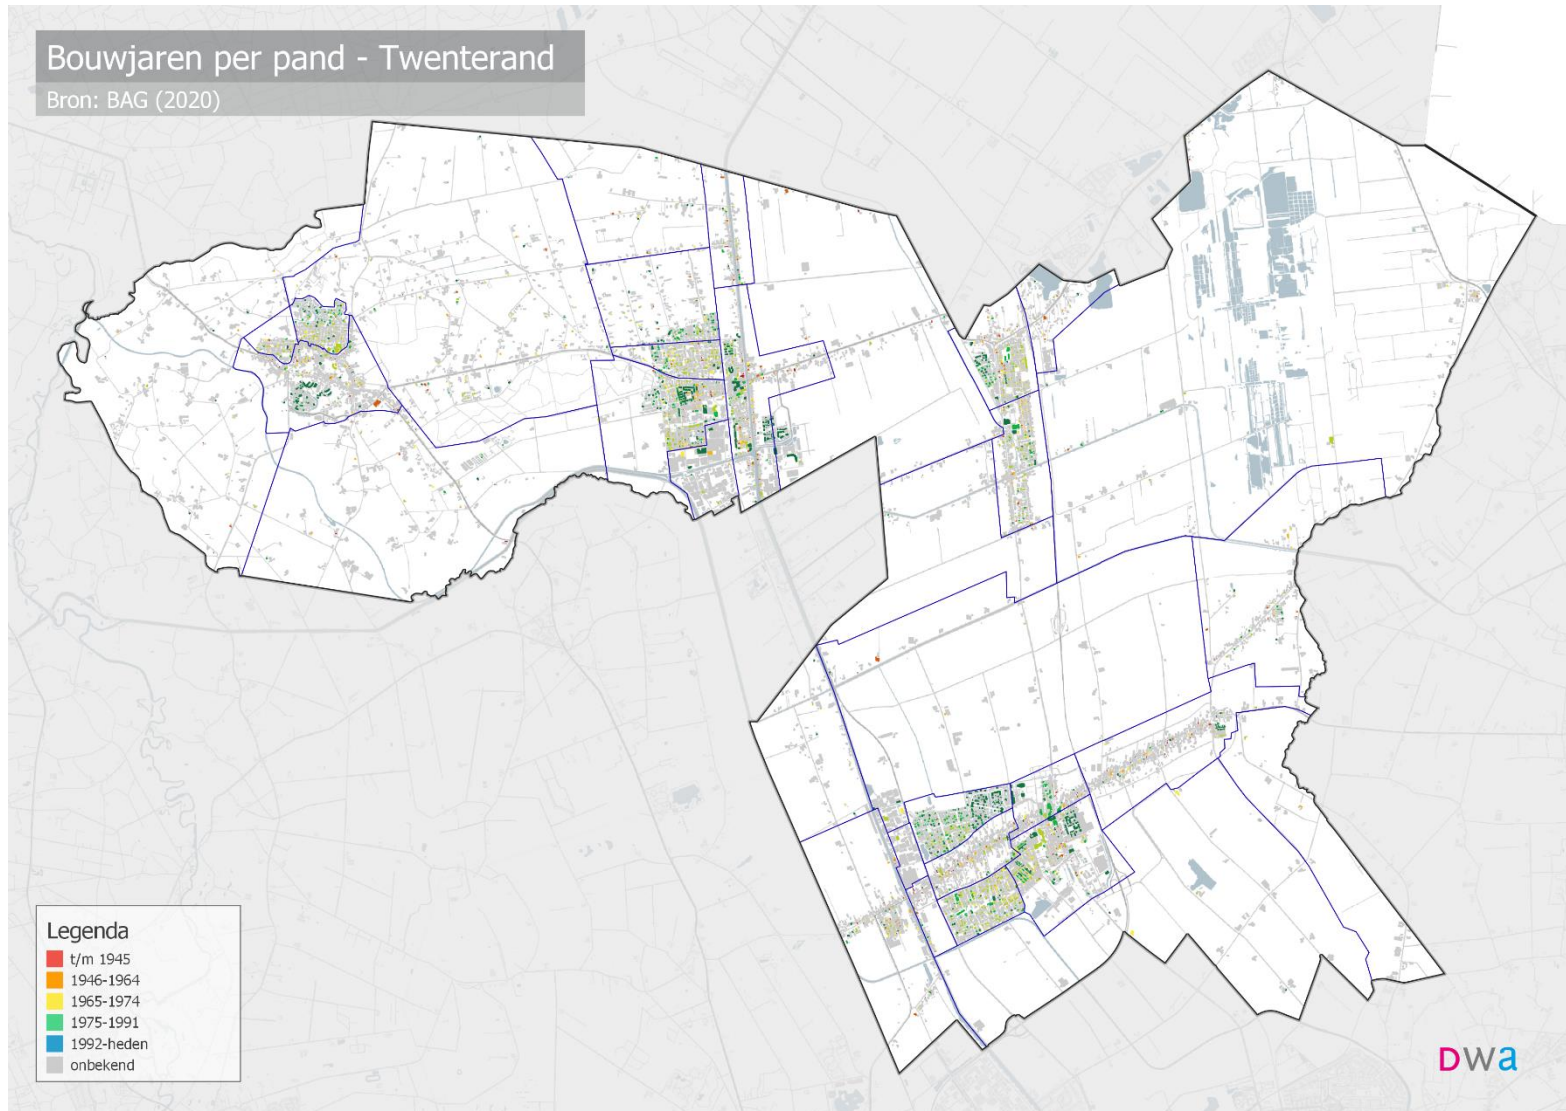 Bouwjaren per pand - Twenterand
Bron: BAG (2020)
Legenda
t/m 1945
1946-1964
1965-1974
1975-1991
1992-heden
onbekend
DWa